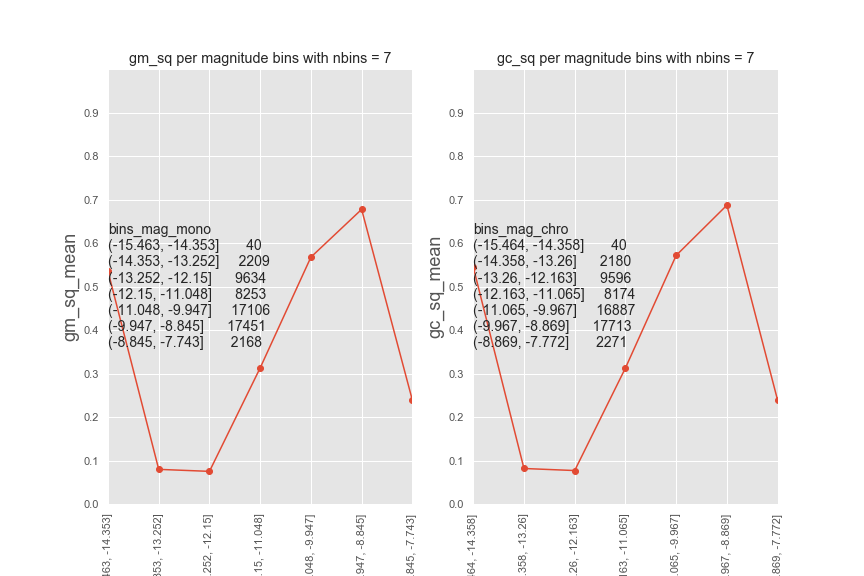 gm_sq per magnitude bins with nbins = 7
gm_sq_mean
0.9
0.8
0.7
0.6
0.5
0.4
0.3
0.2
0.1
0.0
bins_mag_mono
(-15.463, -14.353] 40
(-14.353, -13.252] 2209
(-13.252, -12.15] 9634
(-12.15, -11.048] 8253
(-11.048, -9.947] 17106
(-9.947, -8.845] 17451
(-8.845, -7.743] 2168
463, -14.353]
353, -13.252]
.252, -12.15]
.15, -11.048]
.048, -9.947]
.947, -8.845]
.845, -7.743]
gc_sq per magnitude bins with nbins = 7
gc_sq_mean
0.9
0.8
0.7
0.6
0.5
0.4
0.3
0.2
0.1
0.0
bins_mag_chro
(-15.464, -14.358] 40
(-14.358, -13.26] 2180
(-13.26, -12.163] 9596
(-12.163, -11.065] 8174
(-11.065, -9.967] 16887
(-9.967, -8.869] 17713
(-8.869, -7.772] 2271
464, -14.358]
.358, -13.26]
.26, -12.163]
163, -11.065]
.065, -9.967]
.967, -8.869]
.869, -7.772]